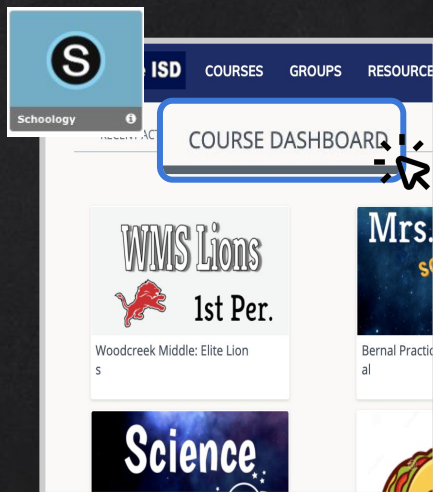 S
Schoology
ISD
COURSES GROUPS RESOURCE
COURSE DASHBOARD
WMS Lions
1st Per.
Woodcreek Middle: Elite Lion
s
Mrs.
Bernal Practic
al
Science